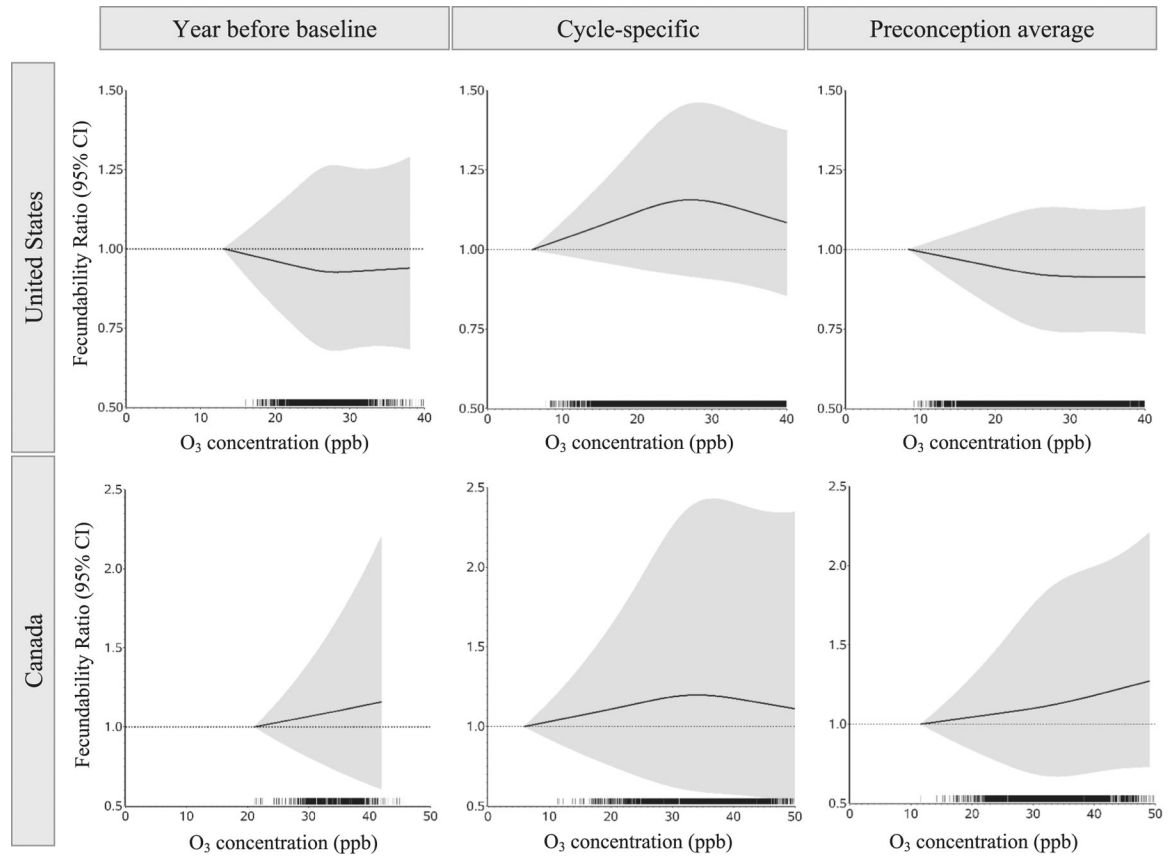 Year before baseline
Cycle-specific
Preconception average
United States
Fecundability Ratio (95% CI)
1.50
1.25
1.00
0.75
0.50
0 10 20 30 40
O₃ concentration (ppb)
1.50
1.25
1.00
0.75
0.50
0 10 20 30 40
O₃ concentration (ppb)
1.50
1.25
1.00
0.75
0.50
0 10 20 30 40
O₃ concentration (ppb)
Canada
Fecundability Ratio (95% CI)
2.5
2.0
1.5
1.0
0.5
0 10 20 30 40 50
O₃ concentration (ppb)
2.5
2.0
1.5
1.0
0.5
0 10 20 30 40 50
O₃ concentration (ppb)
2.5
2.0
1.5
1.0
0.5
0 10 20 30 40 50
O₃ concentration (ppb)